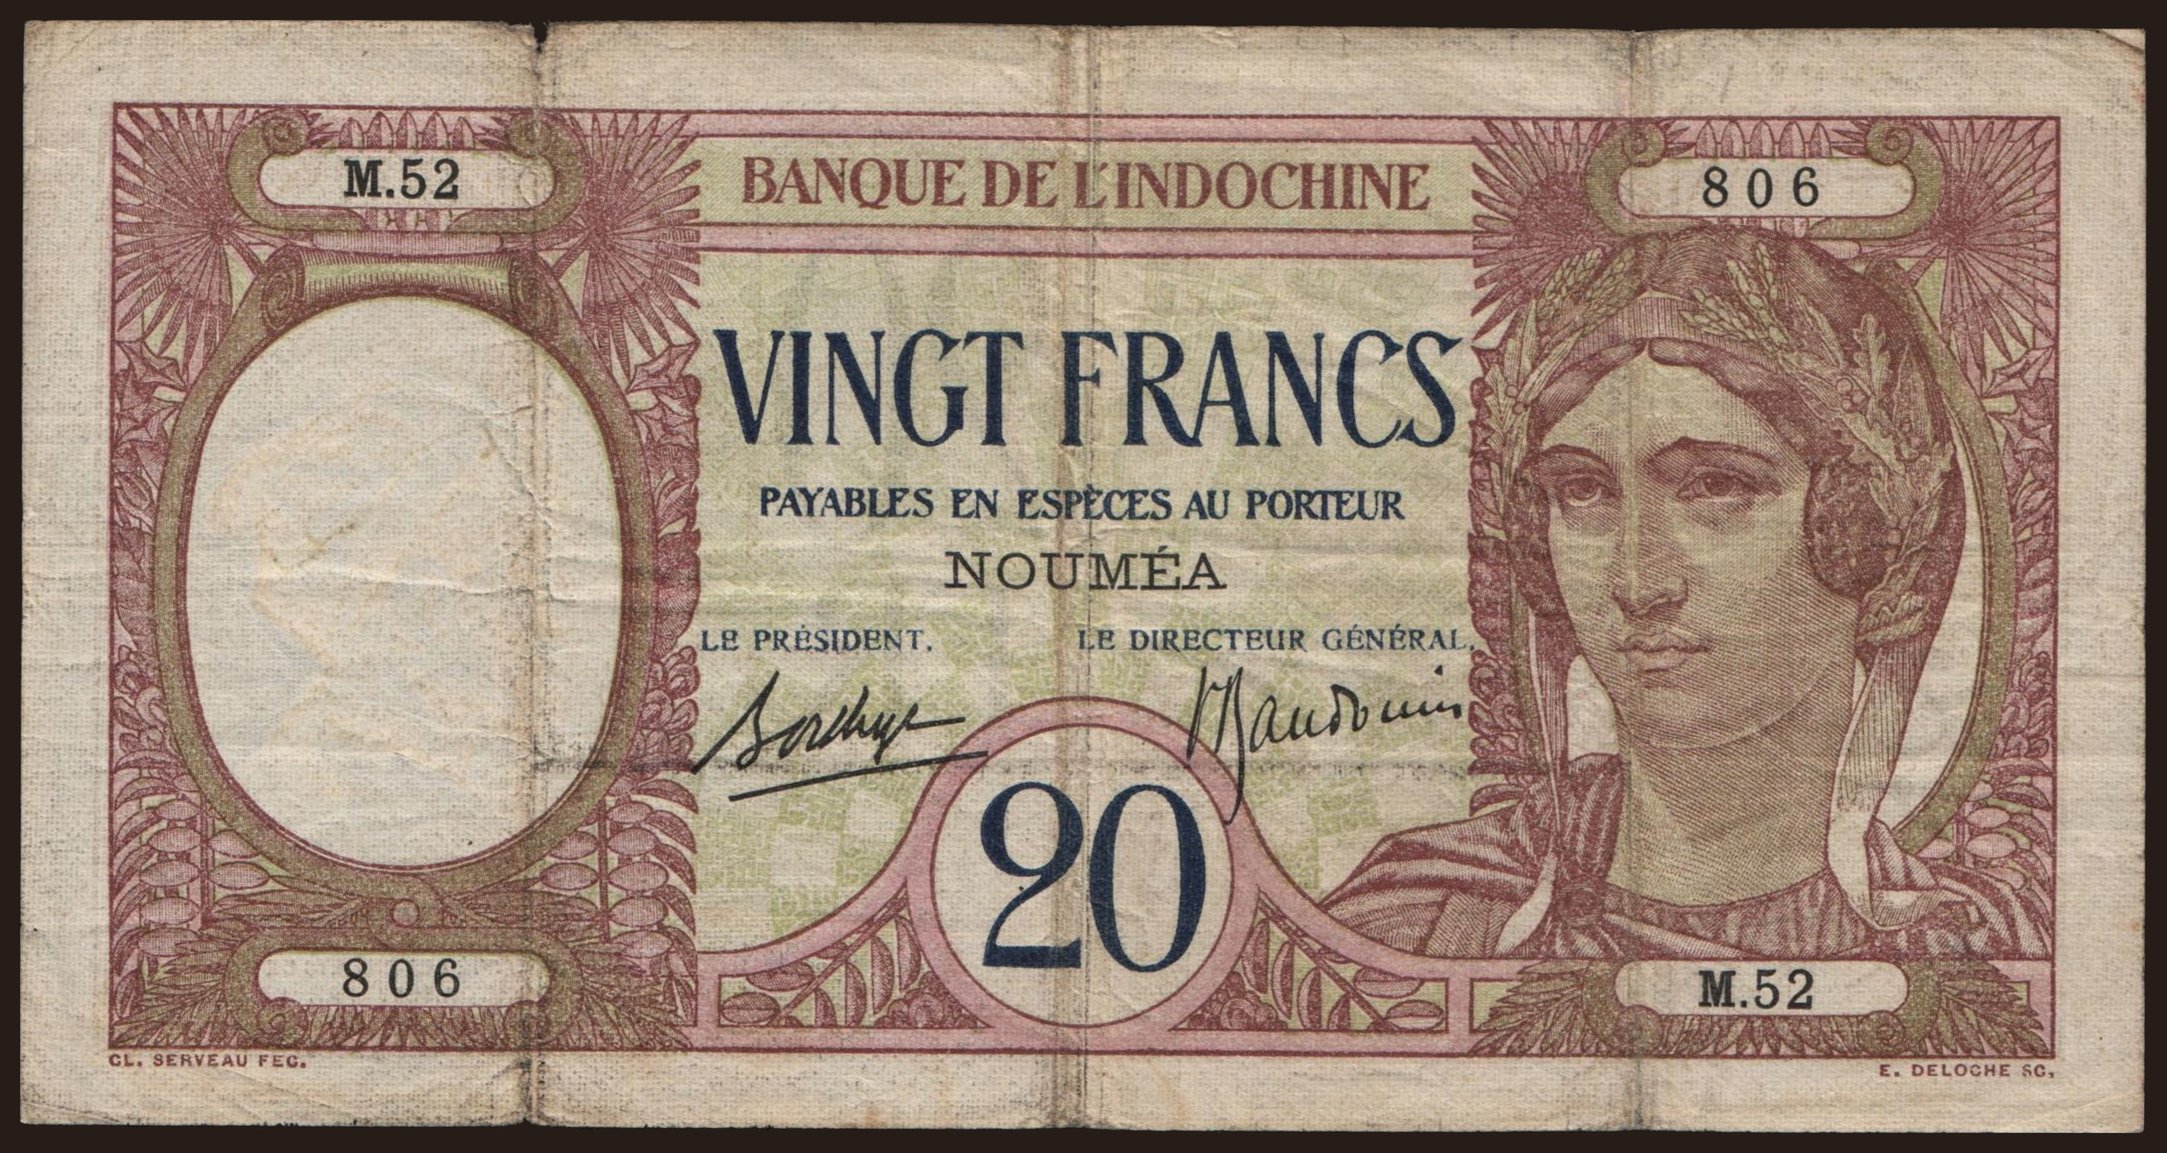 M.52
BANQUE DE L'INDOCHINE
806
VINGT FRANCS
PAYABLES EN ESPÈCES AU PORTEUR
NOUMÉA
LE PRÉSIDENT. LE DIRECTEUR GÉNÉRAL.
Baudouin
20
806
M.52
CL. SERVEAU FEC.
E. DELOCHE SC.